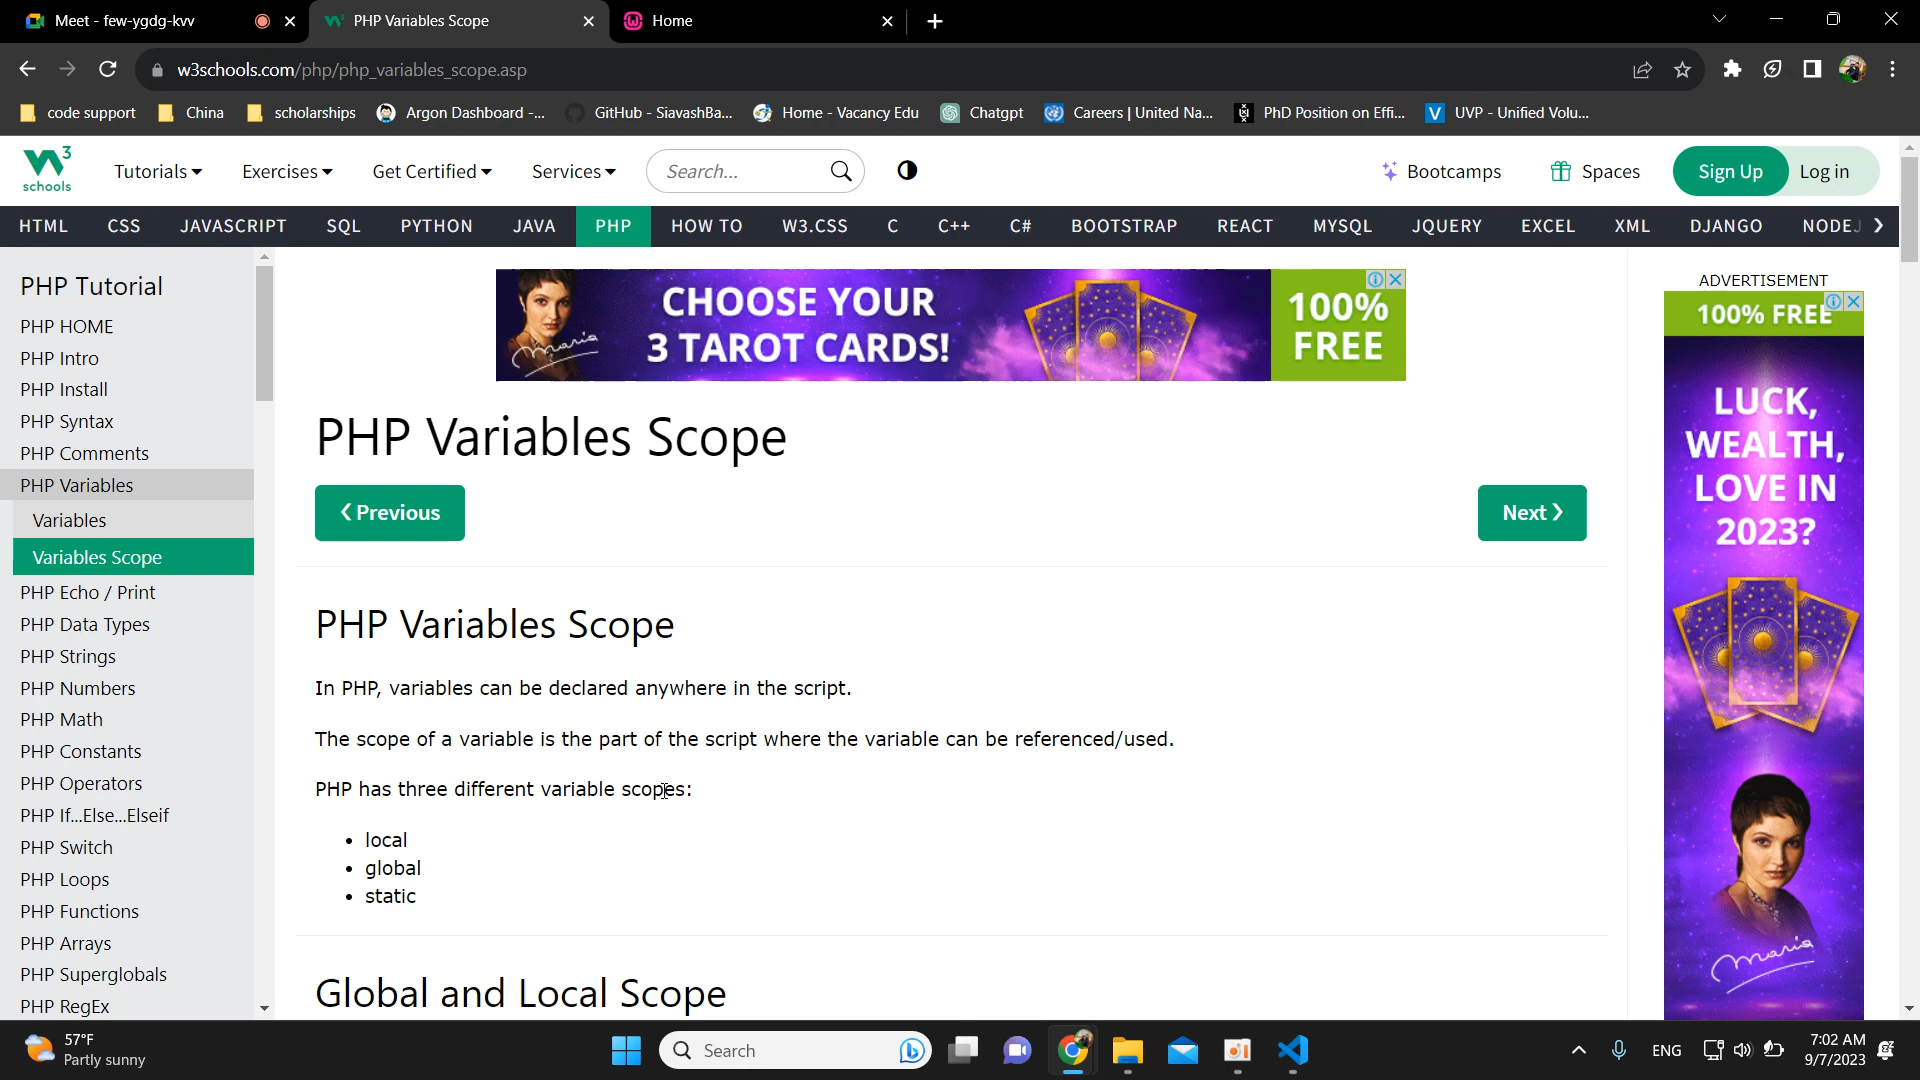 Meet - few-ygdg-kvv
PHP Variables Scope
Home
w3schools.com/php/php_variables_scope.asp
code support
China
scholarships
Argon Dashboard -...
GitHub - SiavashBa...
Home - Vacancy Edu
Chatgpt
Careers | United Na...
PhD Position on Effi...
UVP - Unified Volu...
W3
schools
Tutorials
Exercises
Get Certified
Services
Search...
Bootcamps
Spaces
Sign Up
Log in
HTML CSS JAVASCRIPT SQL PYTHON JAVA PHP HOW TO W3.CSS C C++ C# BOOTSTRAP REACT MYSQL JQUERY EXCEL XML DJANGO NODEJ
PHP Tutorial
PHP HOME
PHP Intro
PHP Install
PHP Syntax
PHP Comments
PHP Variables
Variables
Variables Scope
PHP Echo / Print
PHP Data Types
PHP Strings
PHP Numbers
PHP Math
PHP Constants
PHP Operators
PHP If...Else...Elseif
PHP Switch
PHP Loops
PHP Functions
PHP Arrays
PHP Superglobals
PHP RegEx
maria
CHOOSE YOUR
3 TAROT CARDS!
100%
FREE
PHP Variables Scope
❮ Previous
Next ❯
PHP Variables Scope
In PHP, variables can be declared anywhere in the script.
The scope of a variable is the part of the script where the variable can be referenced/used.
PHP has three different variable scopes:
• local
• global
• static
Global and Local Scope
ADVERTISEMENT
100% FREE
LUCK,
WEALTH,
LOVE IN
2023?
maria
57°F
Partly sunny
Search
ENG
7:02 AM
9/7/2023